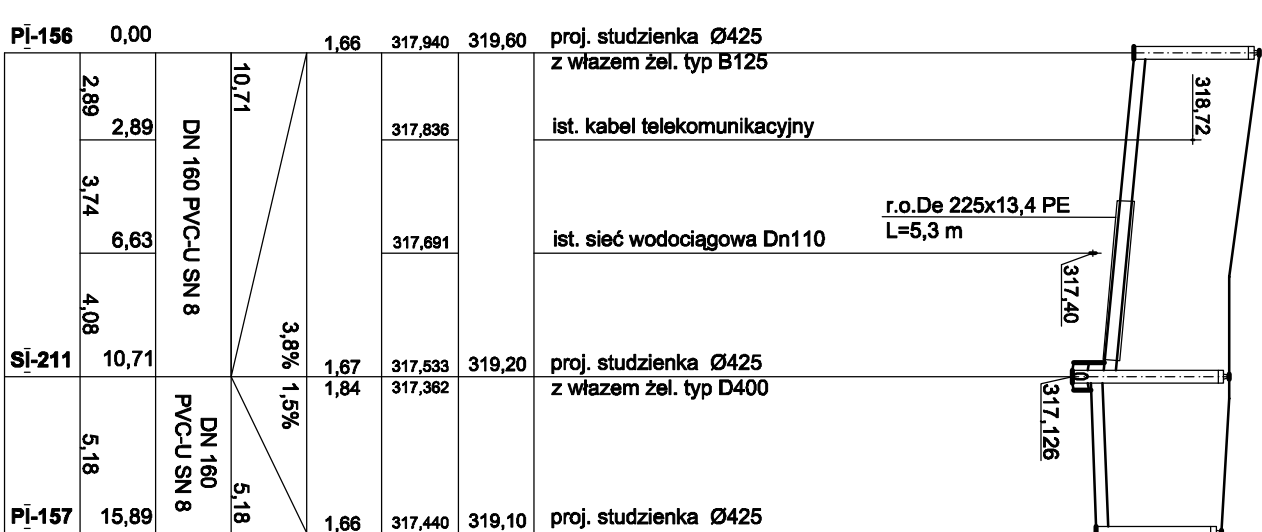 PĪ-156 0,00 1,66 317,940 319,60 proj. studzienka Ø425
z włazem żel. typ B125
2,89
10,71
318,72
2,89 317,836 ist. kabel telekomunikacyjny
DN 160 PVC-U SN 8
3,74
r.o.De 225x13,4 PE
L=5,3 m
6,63 317,691 ist. sieć wodociągowa Dn110
317,40
4,08
3,8%
SĪ-211 10,71 1,67 317,533 319,20 proj. studzienka Ø425
1,84 317,362 z włazem żel. typ D400
1,5%
317,126
DN 160
PVC-U SN 8
5,18
5,18
PĪ-157 15,89 1,66 317,440 319,10 proj. studzienka Ø425